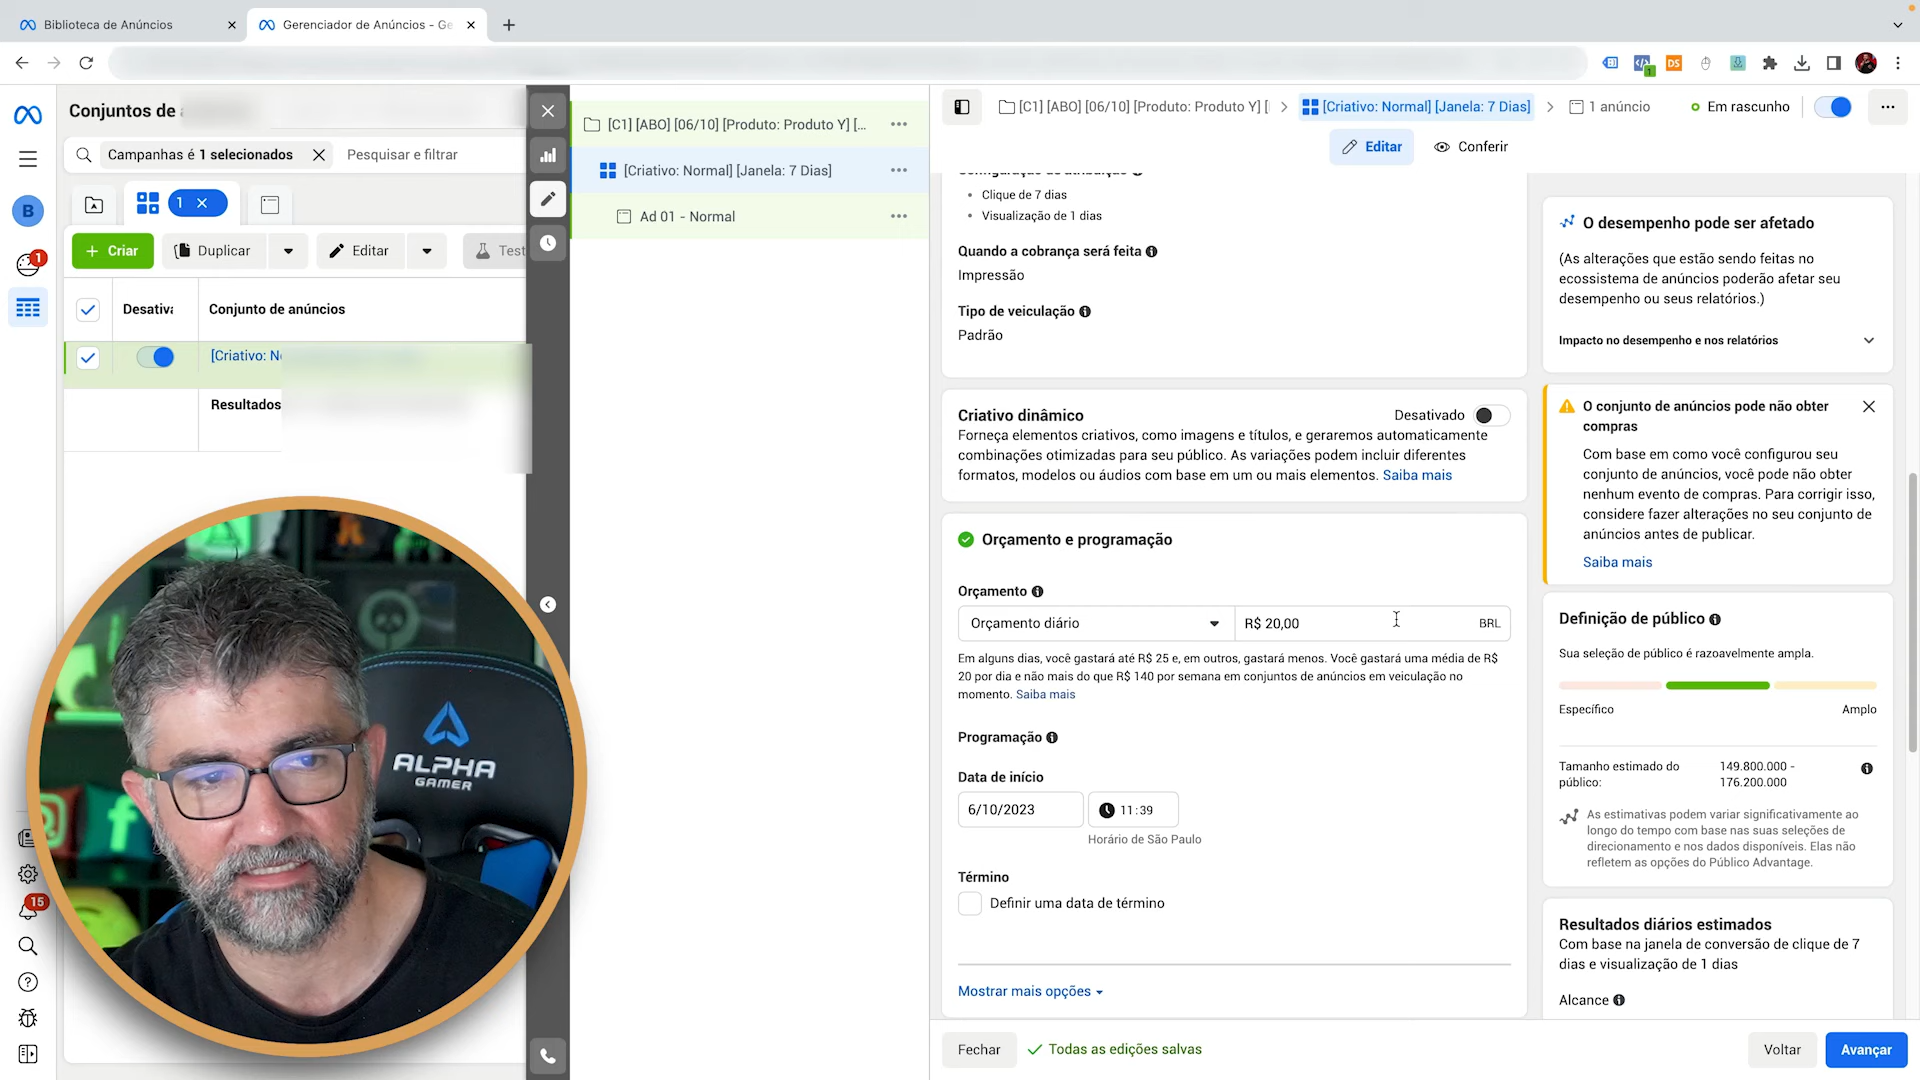 Biblioteca de Anúncios
Gerenciador de Anúncios - Ge
DS
1
Conjuntos de
Campanhas é 1 selecionados
Pesquisar e filtrar
B
1
1
+ Criar
Duplicar
Editar
Test
Desativa
Conjunto de anúncios
[Criativo: No
Resultados
15
ALPHA
GAMER
[C1] [ABO] [06/10] [Produto: Produto Y] [...
[Criativo: Normal] [Janela: 7 Dias]
Ad 01 - Normal
[C1] [ABO] [06/10] [Produto: Produto Y] [
[Criativo: Normal] [Janela: 7 Dias]
1 anúncio
Em rascunho
Editar
Conferir
Configuração de atribuição
• Clique de 7 dias
• Visualização de 1 dias
Quando a cobrança será feita
Impressão
Tipo de veiculação
Padrão
Criativo dinâmico
Desativado
Forneça elementos criativos, como imagens e títulos, e geraremos automaticamente
combinações otimizadas para seu público. As variações podem incluir diferentes
formatos, modelos ou áudios com base em um ou mais elementos. Saiba mais
Orçamento e programação
Orçamento
Orçamento diário
R$ 20,00
BRL
Em alguns dias, você gastará até R$ 25 e, em outros, gastará menos. Você gastará uma média de R$
20 por dia e não mais do que R$ 140 por semana em conjuntos de anúncios em veiculação no
momento. Saiba mais
Programação
Data de início
6/10/2023
11:39
Horário de São Paulo
Término
Definir uma data de término
Mostrar mais opções
Fechar
Todas as edições salvas
Voltar
Avançar
O desempenho pode ser afetado
(As alterações que estão sendo feitas no
ecossistema de anúncios poderão afetar seu
desempenho ou seus relatórios.)
Impacto no desempenho e nos relatórios
O conjunto de anúncios pode não obter
compras
Com base em como você configurou seu
conjunto de anúncios, você pode não obter
nenhum evento de compras. Para corrigir isso,
considere fazer alterações no seu conjunto de
anúncios antes de publicar.
Saiba mais
Definição de público
Sua seleção de público é razoavelmente ampla.
Específico
Amplo
Tamanho estimado do
público:
149.800.000 -
176.200.000
As estimativas podem variar significativamente ao
longo do tempo com base nas suas seleções de
direcionamento e nos dados disponíveis. Elas não
refletem as opções do Público Advantage.
Resultados diários estimados
Com base na janela de conversão de clique de 7
dias e visualização de 1 dias
Alcance